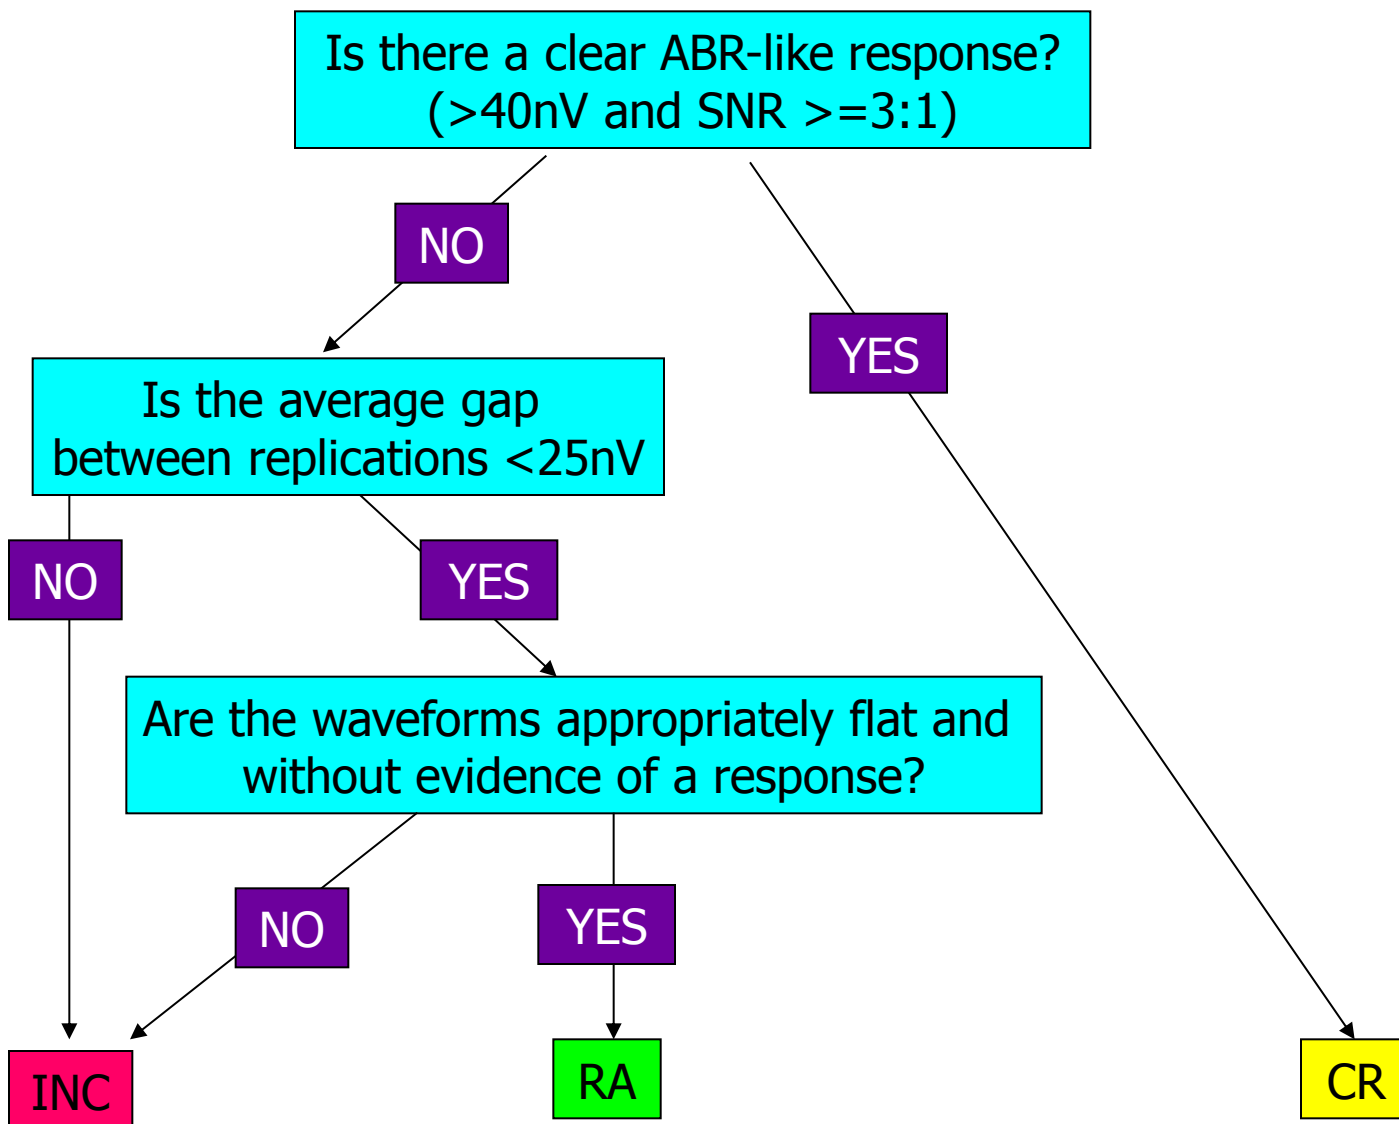 Is there a clear ABR-like response?
(>40nV and SNR >=3:1)
NO
YES
Is the average gap
between replications <25nV
NO
YES
Are the waveforms appropriately flat and
without evidence of a response?
NO
YES
INC
RA
CR